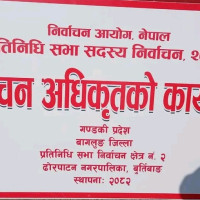 निर्वाचन आयोग, नेपाल
प्रतिनिधि सभा सदस्य निर्वाचन, २
चन अधिकृतको कार्य
गण्डकी प्रदेश
बागलुङ जिल्ला
प्रतिनिधि सभा निर्वाचन क्षेत्र नं. २
ढोरपाटन नगरपालिका, बुर्तिबाङ
स्थापनाः २०८२